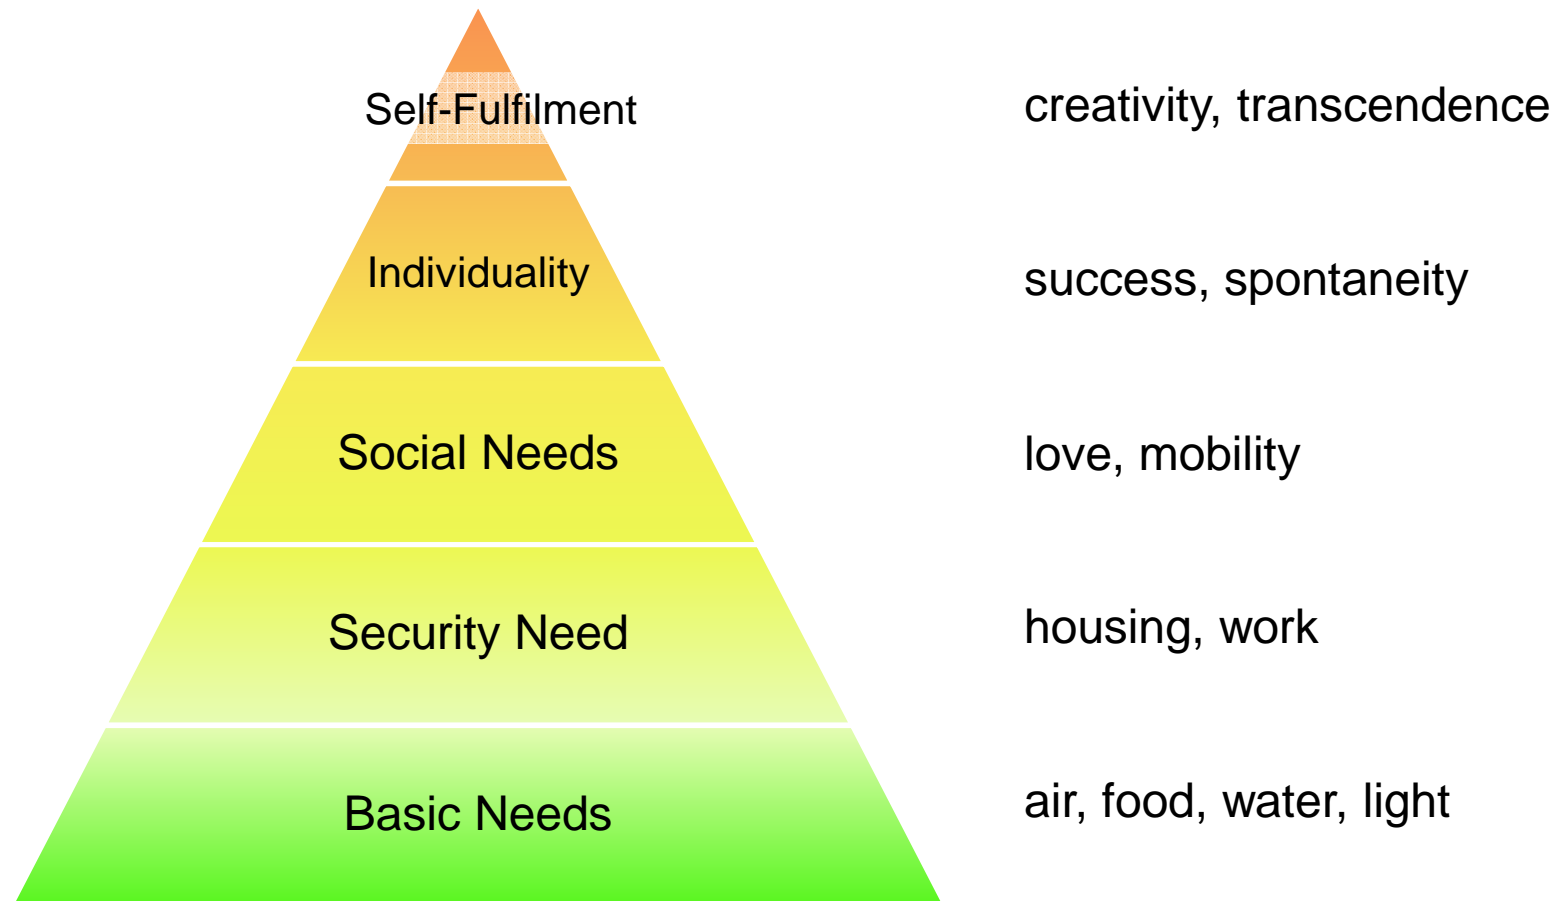 Self-Fulfilment
creativity, transcendence
Individuality
success, spontaneity
Social Needs
love, mobility
Security Need
housing, work
Basic Needs
air, food, water, light